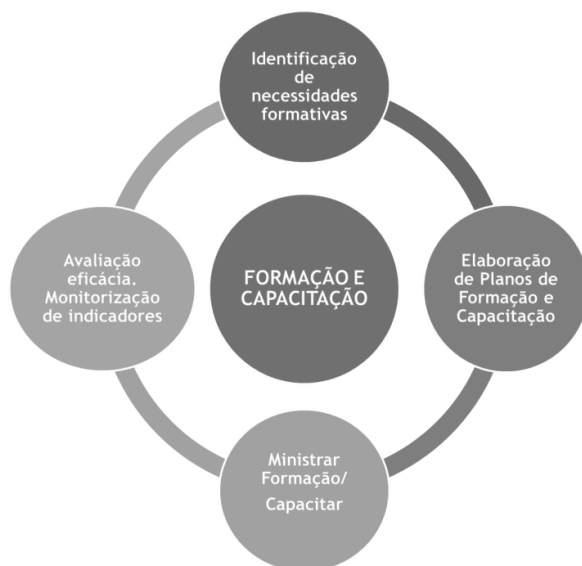 Identificação
de
necessidades
formativas
Avaliação
eficácia.
Monitorização
de indicadores
FORMAÇÃO E
CAPACITAÇÃO
Elaboração
de Planos de
Formação e
Capacitação
Ministrar
Formação/
Capacitar